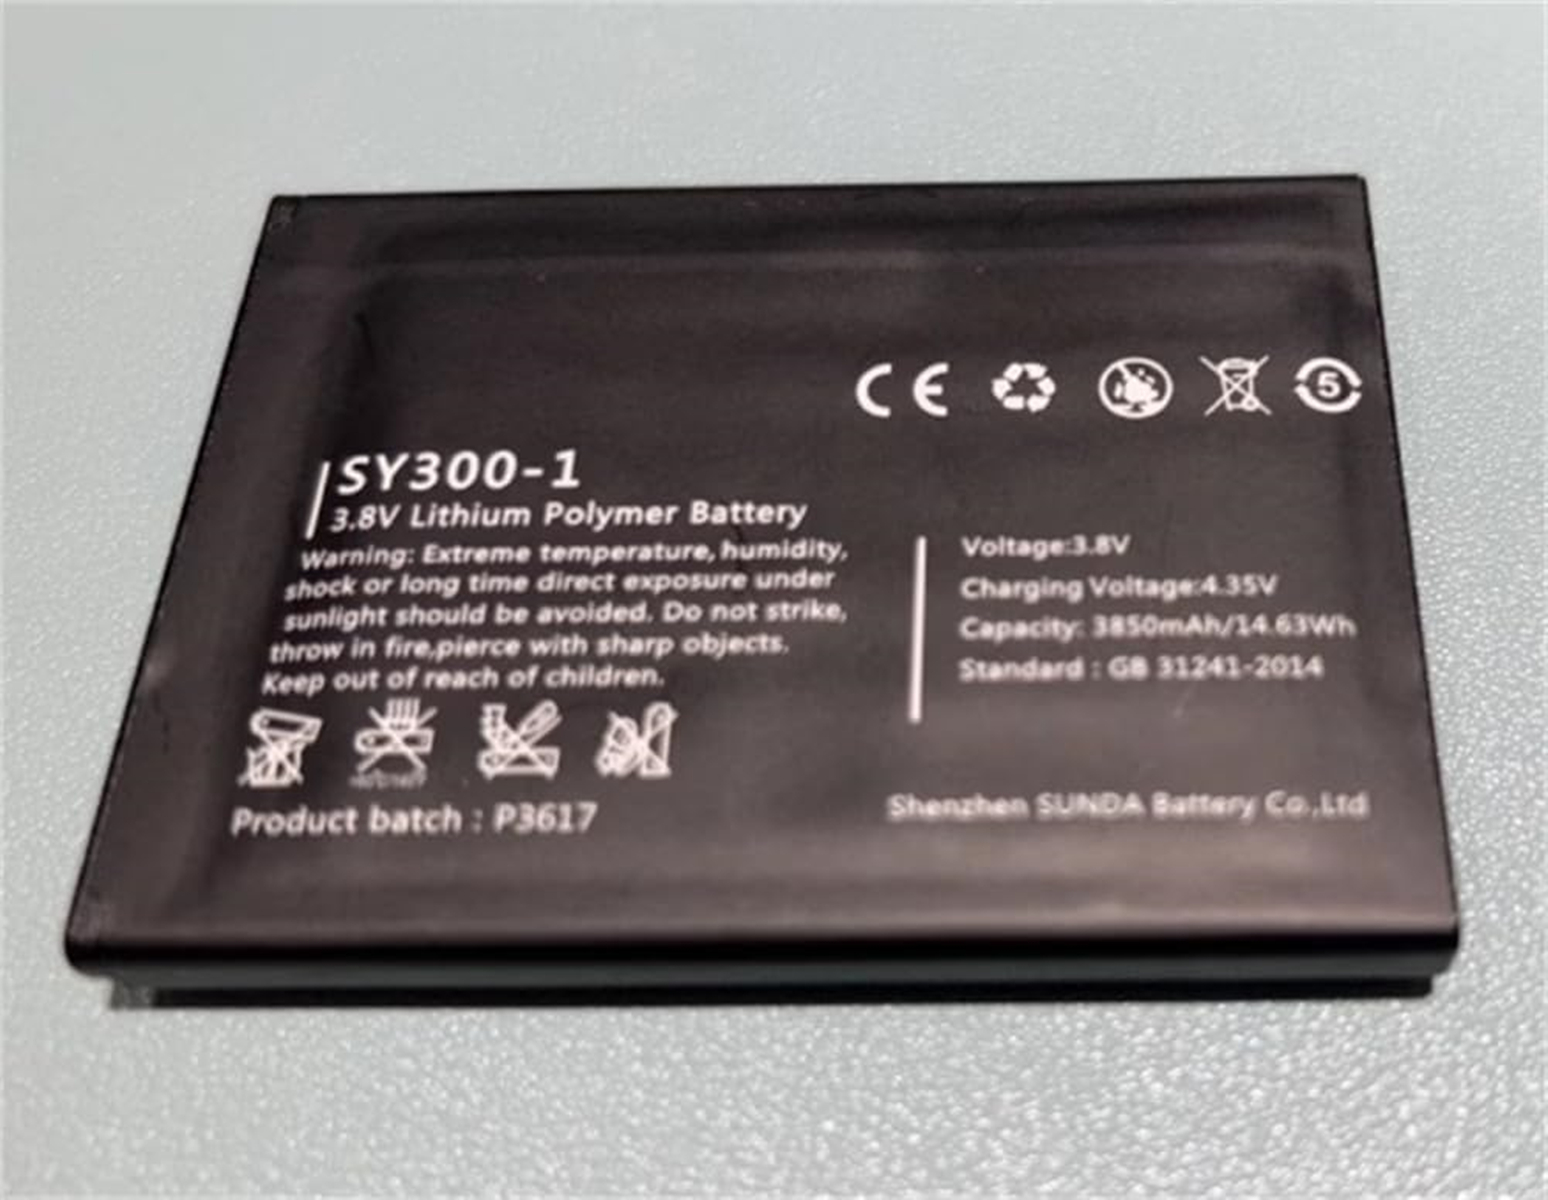 CE
5
SY300-1
3.8V Lithium Polymer Battery
Warning: Extreme temperature, humidity,
shock or long time direct exposure under
sunlight should be avoided. Do not strike,
throw in fire,pierce with sharp objects.
Keep out of reach of children.
Product batch : P3617
Voltage:3.8V
Charging Voltage:4.35V
Capacity: 3850mAh/14.63Wh
Standard : GB 31241-2014
Shenzhen SUNDA Battery Co.,Ltd